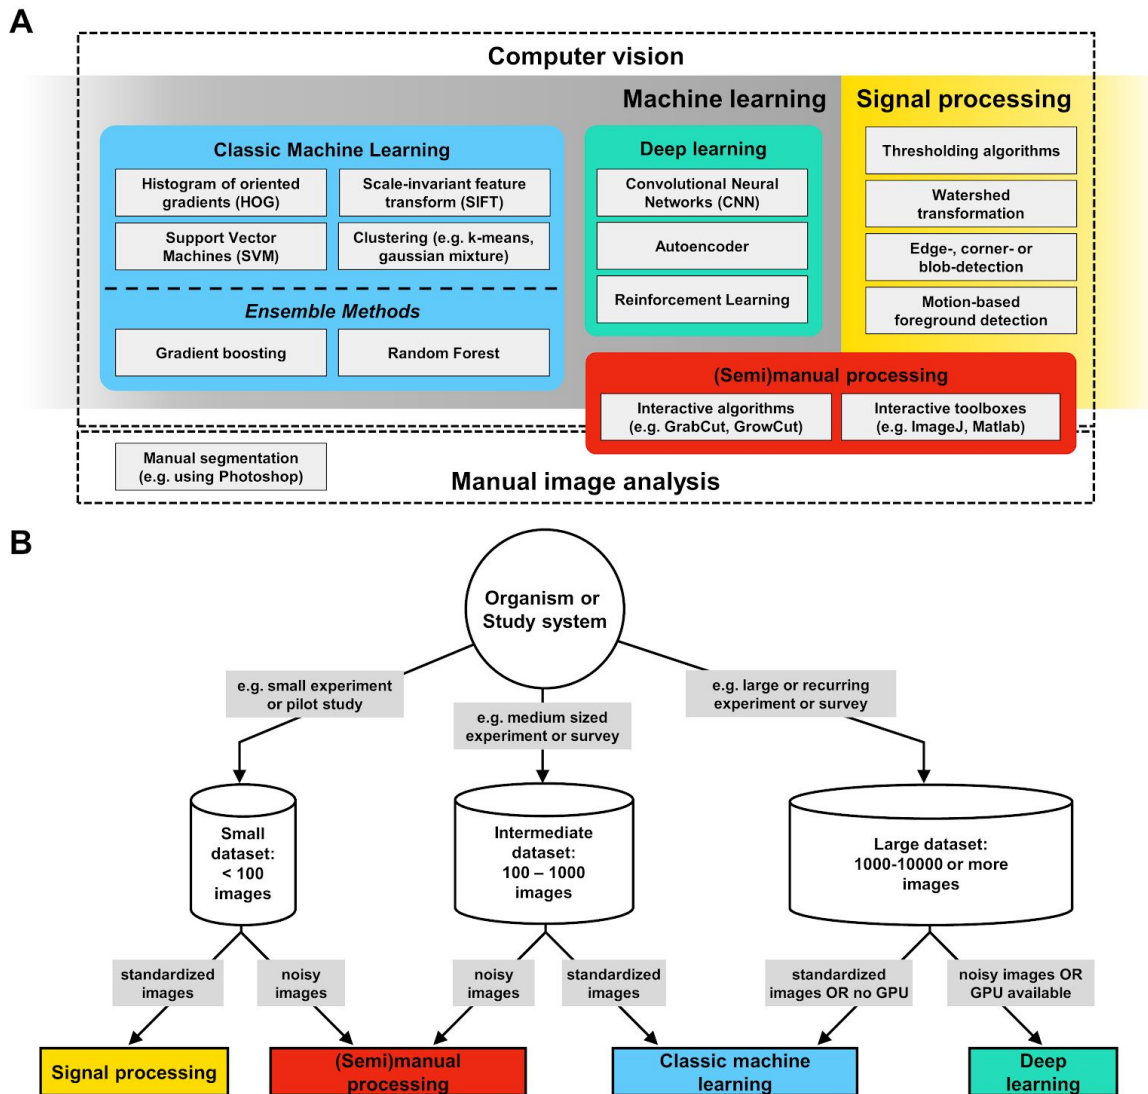 A
Computer vision
Machine learning
Signal processing
Classic Machine Learning
Histogram of oriented
gradients (HOG)
Scale-invariant feature
transform (SIFT)
Support Vector
Machines (SVM)
Clustering (e.g. k-means,
gaussian mixture)
Ensemble Methods
Gradient boosting
Random Forest
Deep learning
Convolutional Neural
Networks (CNN)
Autoencoder
Reinforcement Learning
Thresholding algorithms
Watershed
transformation
Edge-, corner- or
blob-detection
Motion-based
foreground detection
(Semi)manual processing
Interactive algorithms
(e.g. GrabCut, GrowCut)
Interactive toolboxes
(e.g. ImageJ, Matlab)
Manual segmentation
(e.g. using Photoshop)
Manual image analysis
B
Organism or
Study system
e.g. small experiment
or pilot study
e.g. medium sized
experiment or survey
e.g. large or recurring
experiment or survey
Small
dataset:
< 100
images
Intermediate
dataset:
100 – 1000
images
Large dataset:
1000-10000 or more
images
standardized
images
noisy
images
noisy
images
standardized
images
standardized
images OR no GPU
noisy images OR
GPU available
Signal processing
(Semi)manual
processing
Classic machine
learning
Deep
learning